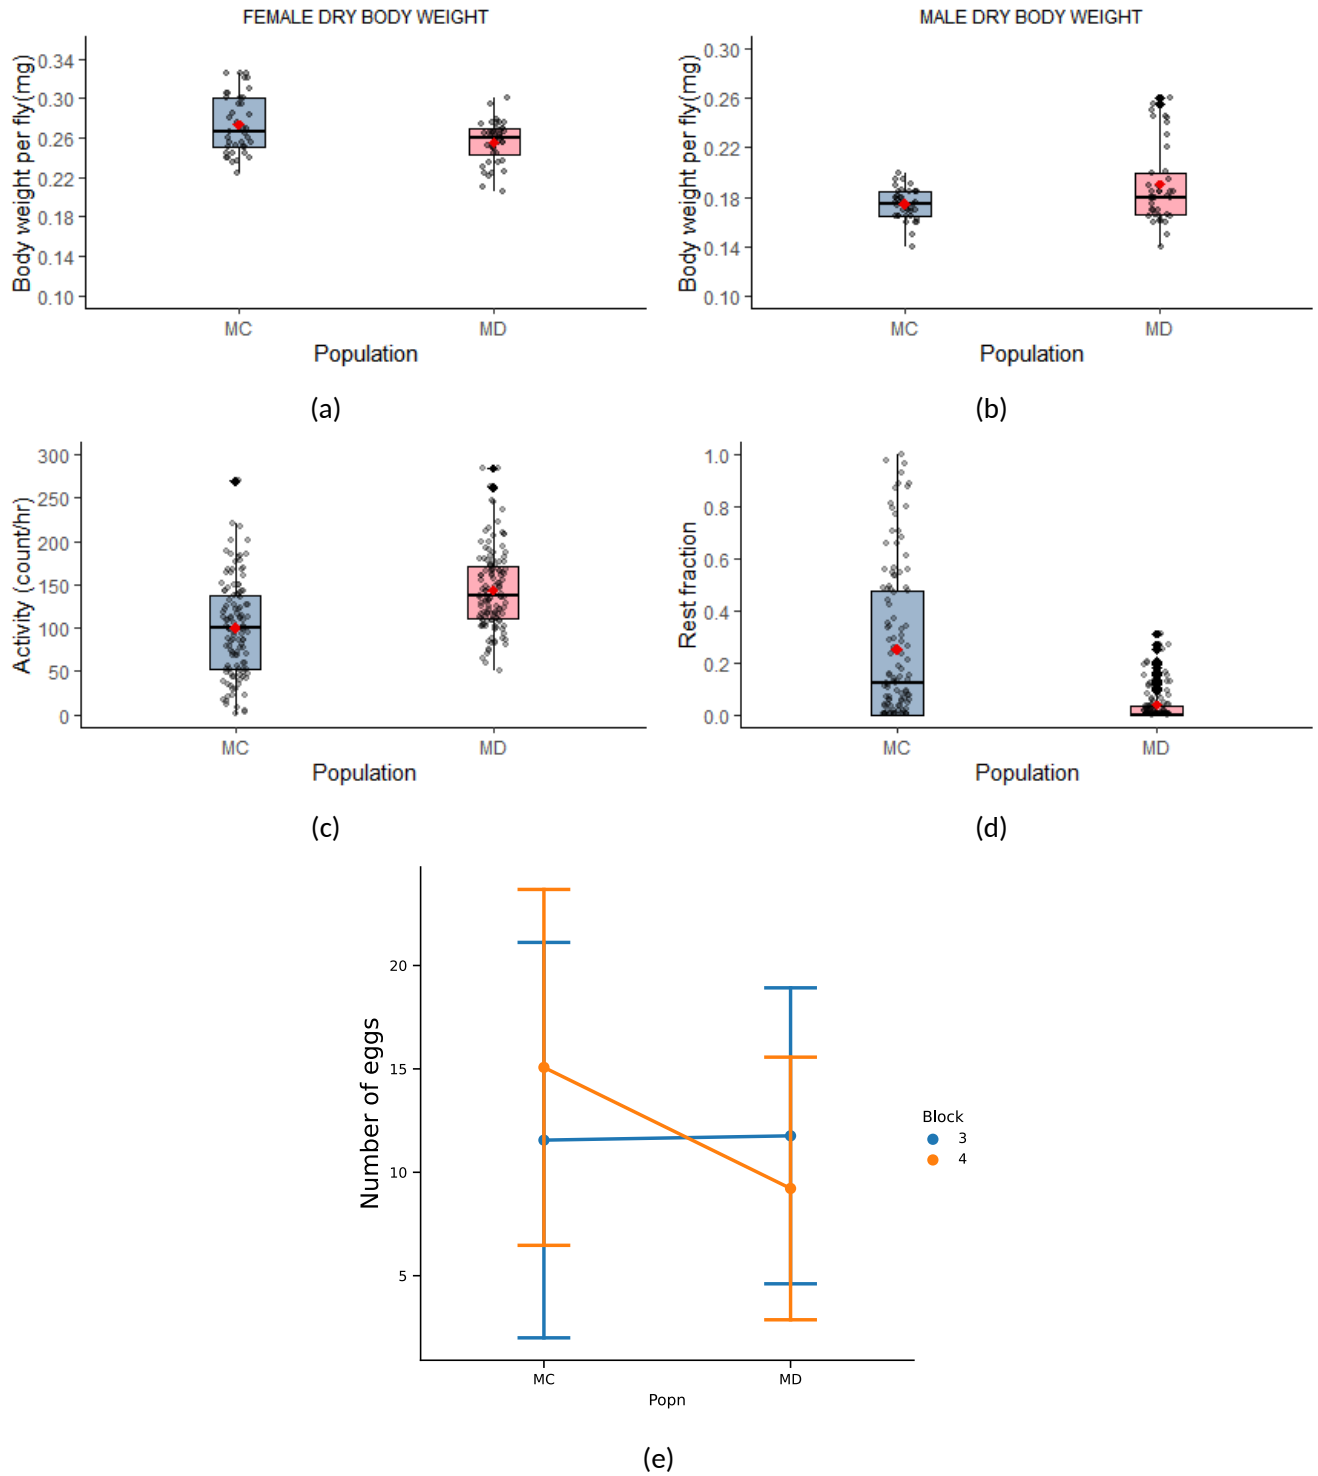 FEMALE DRY BODY WEIGHT
Body weight per fly(mg)
0.34
0.30
0.26
0.22
0.18
0.14
0.10
MC
MD
Population
(a)
MALE DRY BODY WEIGHT
Body weight per fly(mg)
0.30
0.26
0.22
0.18
0.14
0.10
MC
MD
Population
(b)
Activity (count/hr)
300
250
200
150
100
50
0
MC
MD
Population
(c)
Rest fraction
1.0
0.8
0.6
0.4
0.2
0.0
MC
MD
Population
(d)
Number of eggs
20
15
10
5
MC
MD
Popn
Block
3
4
(e)